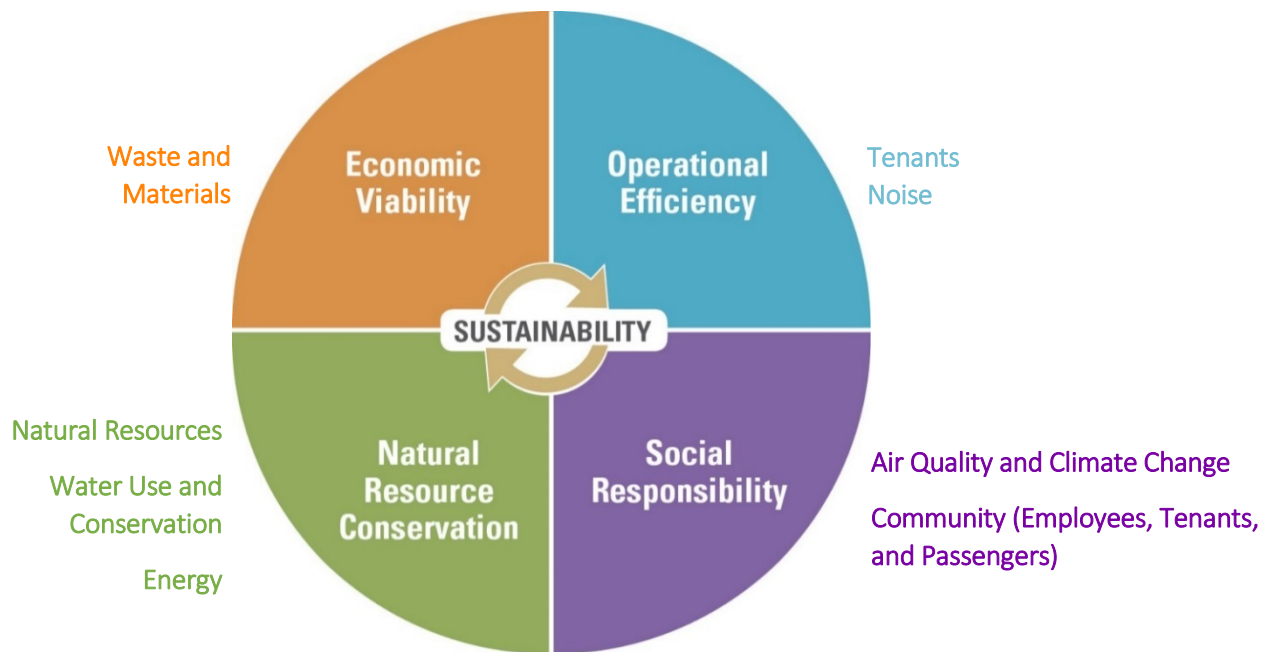 Waste and
Materials
Economic
Viability
Operational
Efficiency
Tenants
Noise
SUSTAINABILITY
Natural Resources
Water Use and
Conservation
Energy
Natural
Resource
Conservation
Social
Responsibility
Air Quality and Climate Change
Community (Employees, Tenants,
and Passengers)